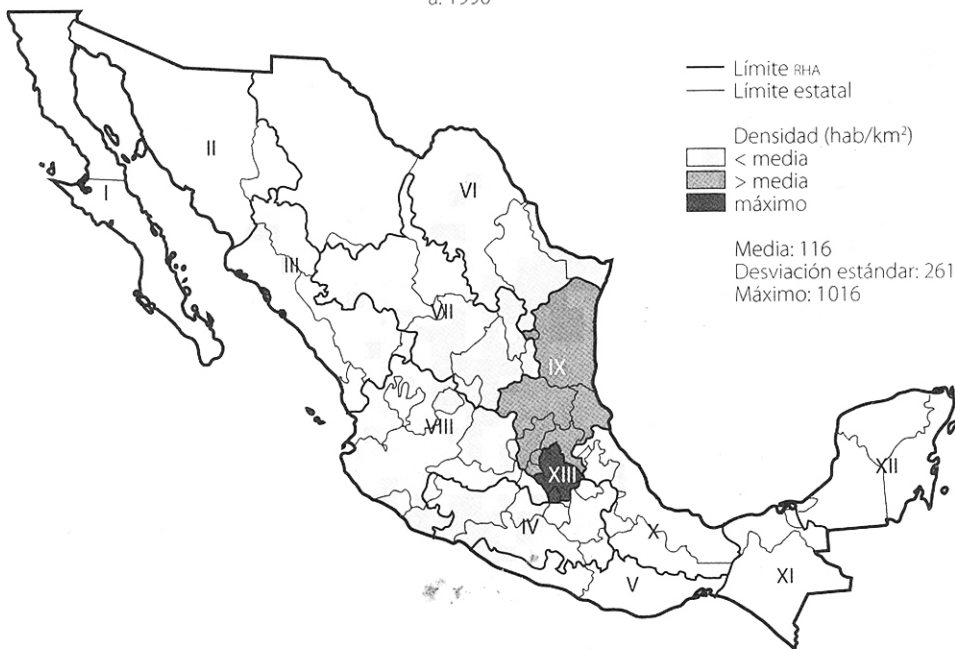 a. 1990
Límite RHA
Límite estatal
Densidad (hab/km²)
< media
> media
máximo
Media: 116
Desviación estándar: 261
Máximo: 1016
I
II
III
VI
VII
IX
VIII
XIII
IV
X
V
XII
XI